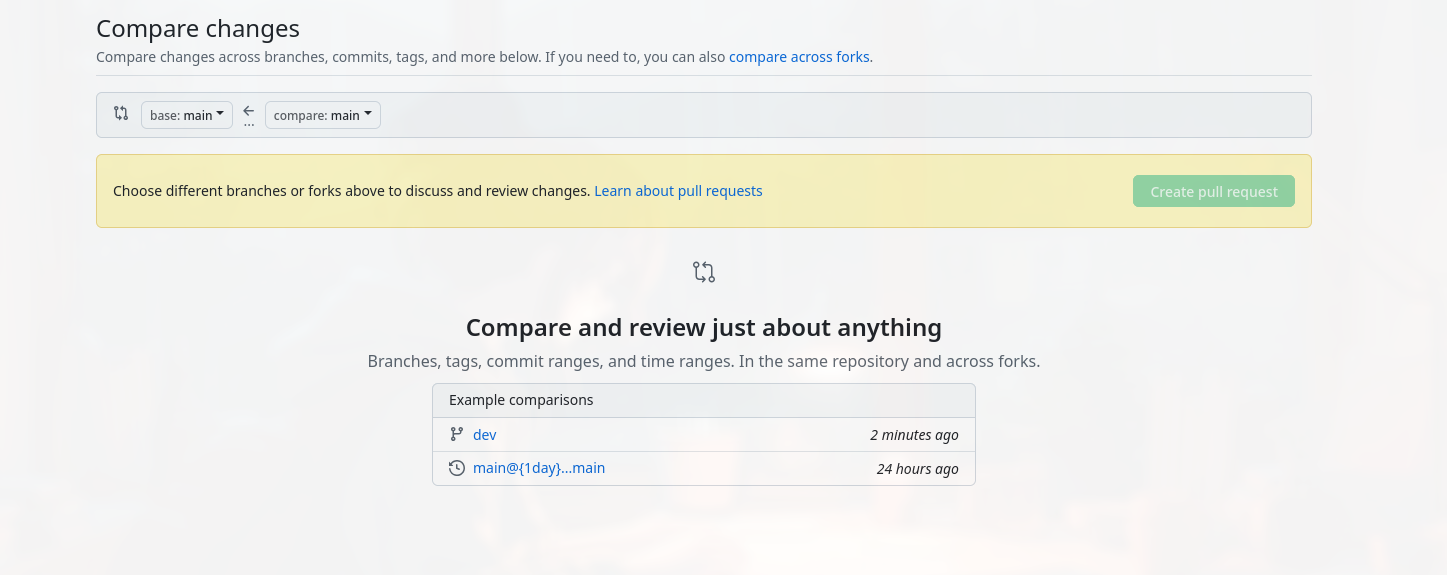 Compare changes
Compare changes across branches, commits, tags, and more below. If you need to, you can also compare across forks.
base: main ← compare: main
...
Choose different branches or forks above to discuss and review changes. Learn about pull requests Create pull request
Compare and review just about anything
Branches, tags, commit ranges, and time ranges. In the same repository and across forks.
Example comparisons
dev 2 minutes ago
main@{1day}...main 24 hours ago